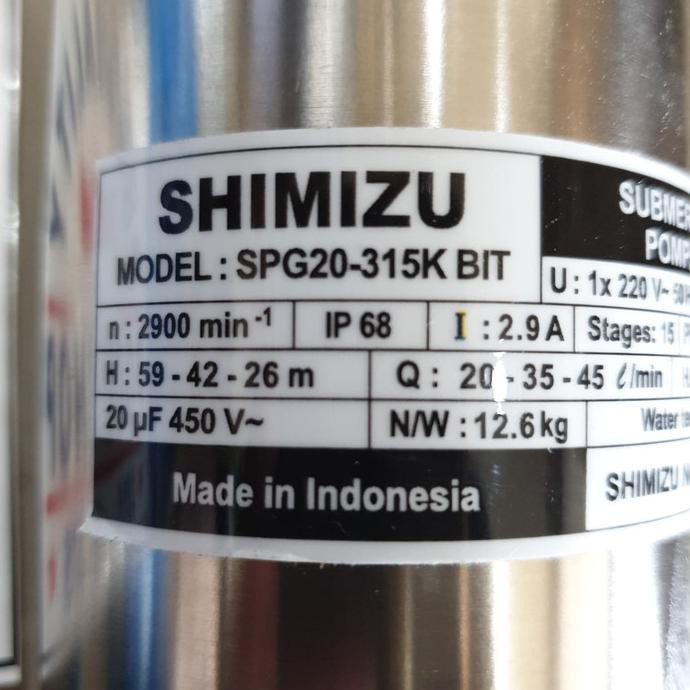 SHIMIZU
MODEL : SPG20-315K BIT
U : 1x 220 V~
n : 2900 min⁻¹ IP 68 I : 2.9 A Stages: 15
H : 59 - 42 - 26 m Q : 20 - 35 - 45 ℓ/min
20 µF 450 V~ N/W : 12.6 kg Water
Made in Indonesia
SHIMIZU